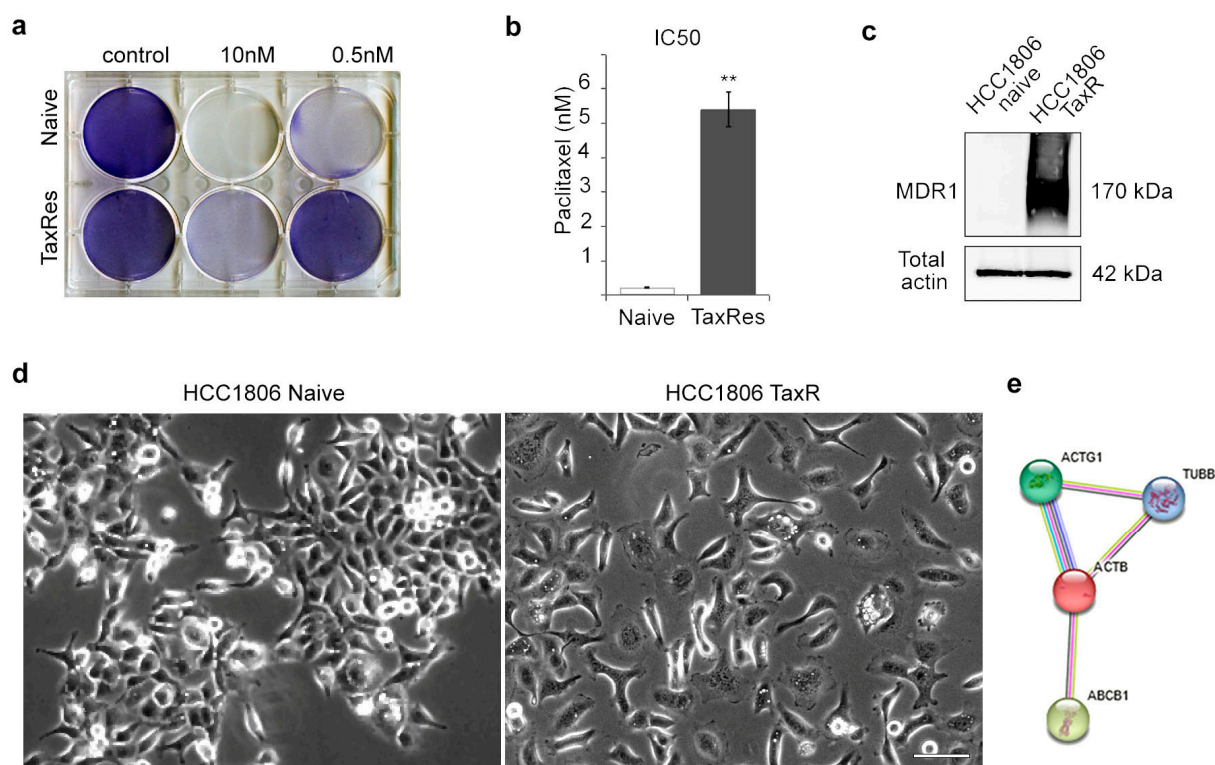 a
control 10nM 0.5nM
Naive
TaxRes
b
IC50
Paclitaxel (nM)
6
5
4
3
2
1
**
Naive TaxRes
c
HCC1806
naive
HCC1806
TaxR
MDR1 170 kDa
Total
actin
42 kDa
d
HCC1806 Naive HCC1806 TaxR
e
ACTG1
TUBB
ACTB
ABCB1